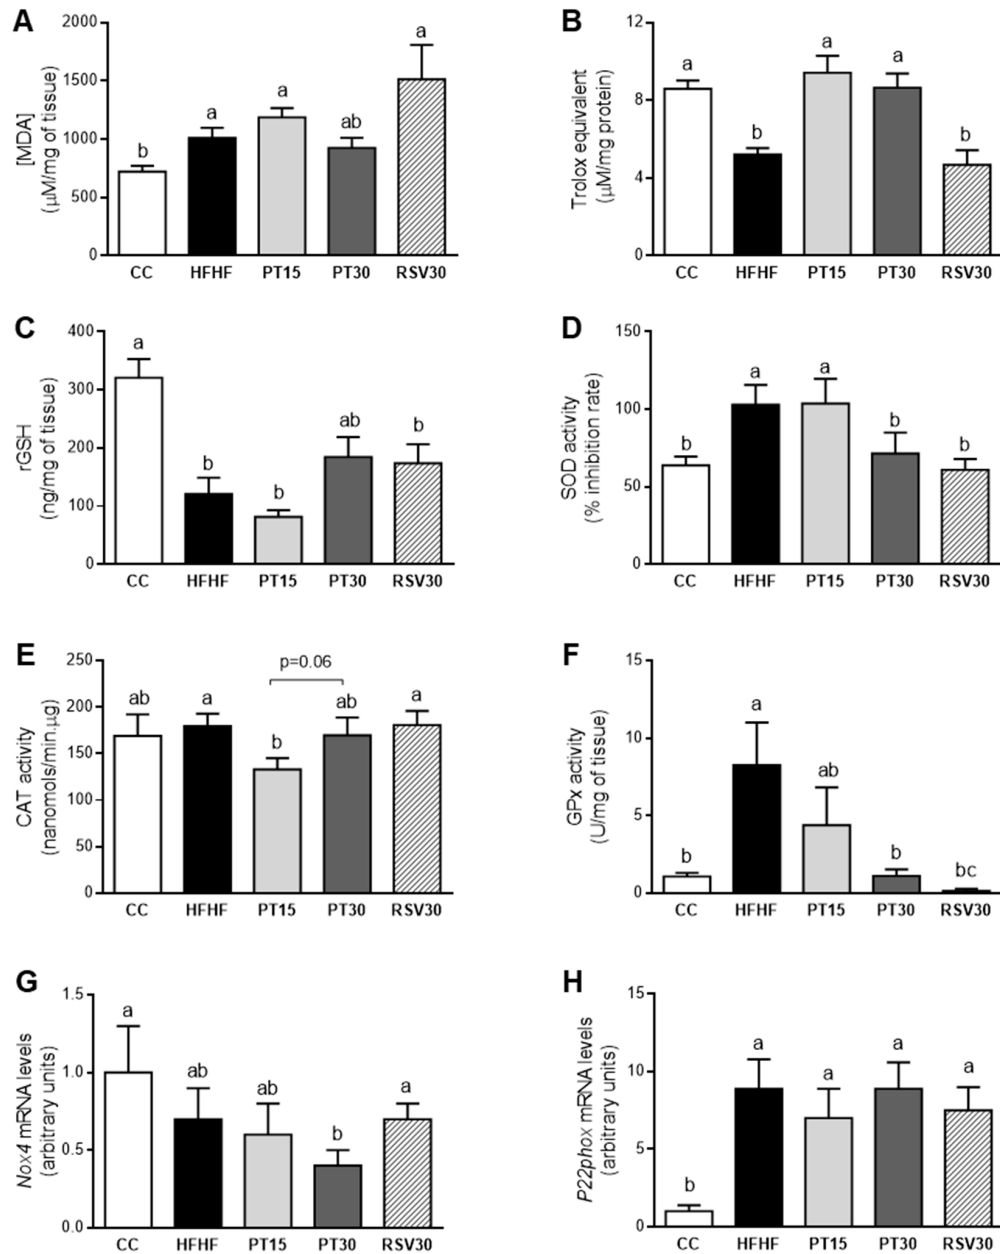 A
[MDA]
(µM/mg of tissue)
2000
1500
1000
500
0
b
a
a
ab
a
CC HFHF PT15 PT30 RSV30
B
Trolox equivalent
(µM/mg protein)
12
8
4
0
a
b
a
a
b
CC HFHF PT15 PT30 RSV30
C
rGSH
(ng/mg of tissue)
400
300
200
100
0
a
b
b
ab
b
CC HFHF PT15 PT30 RSV30
D
SOD activity
(% inhibition rate)
150
100
50
0
b
a
a
b
b
CC HFHF PT15 PT30 RSV30
E
CAT activity
(nanomols/min.µg)
250
200
150
100
50
0
p=0.06
ab
a
b
ab
a
CC HFHF PT15 PT30 RSV30
F
GPx activity
(U/mg of tissue)
15
10
5
0
b
a
ab
b
bc
CC HFHF PT15 PT30 RSV30
G
Nox4 mRNA levels
(arbitrary units)
1.5
1.0
0.5
0.0
a
ab
ab
b
a
CC HFHF PT15 PT30 RSV30
H
P22phox mRNA levels
(arbitrary units)
15
10
5
0
b
a
a
a
a
CC HFHF PT15 PT30 RSV30